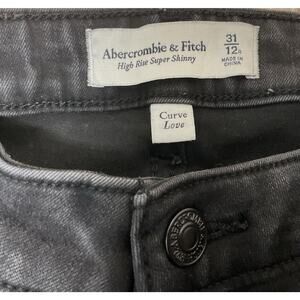 Abercrombie & Fitch
High Rise Super Skinny
31
12R
MADE IN
CHINA
Curve
Love